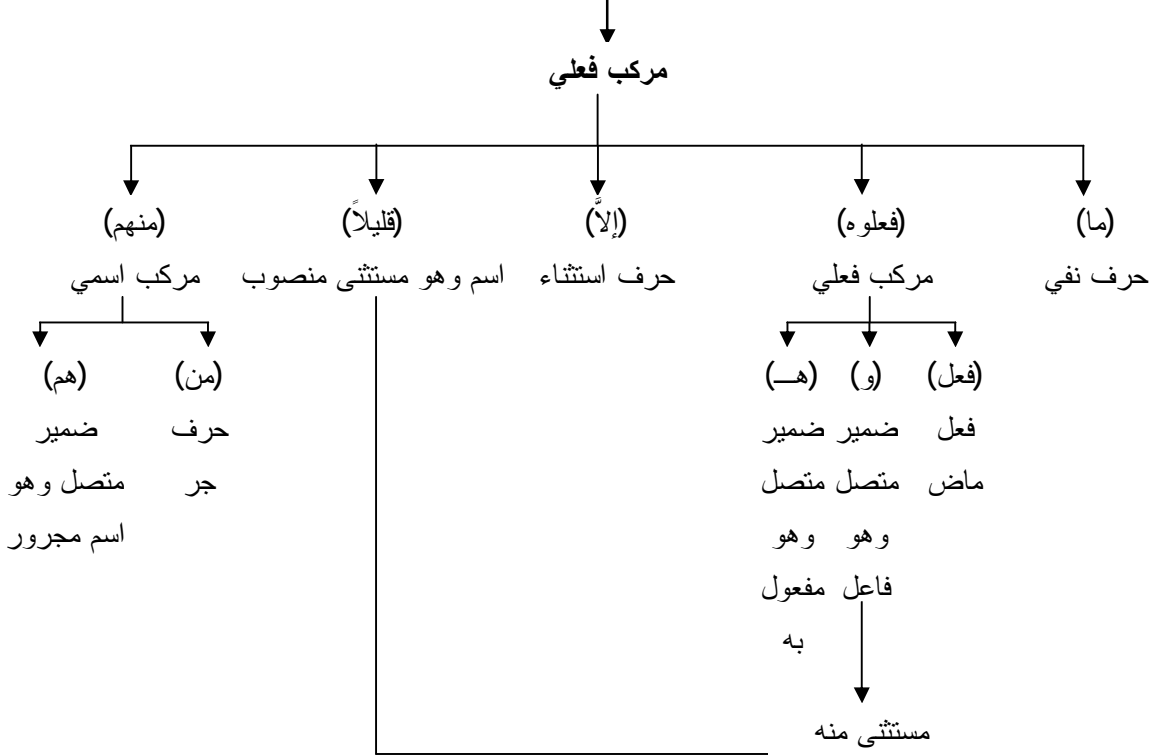 مركب فعلي
(ما) (فعلوه) (إلاَّ) (قليلاً) (منهم)
حرف نفي مركب فعلي حرف استثناء اسم وهو مستثنى منصوب مركب اسمي
(فعل) (و) (هـــ) (من) (هم)
فعل ضمير ضمير حرف ضمير
ماض متصل متصل جر متصل وهو
وهو وهو اسم مجرور
فاعل مفعول
به
مستثنى منه